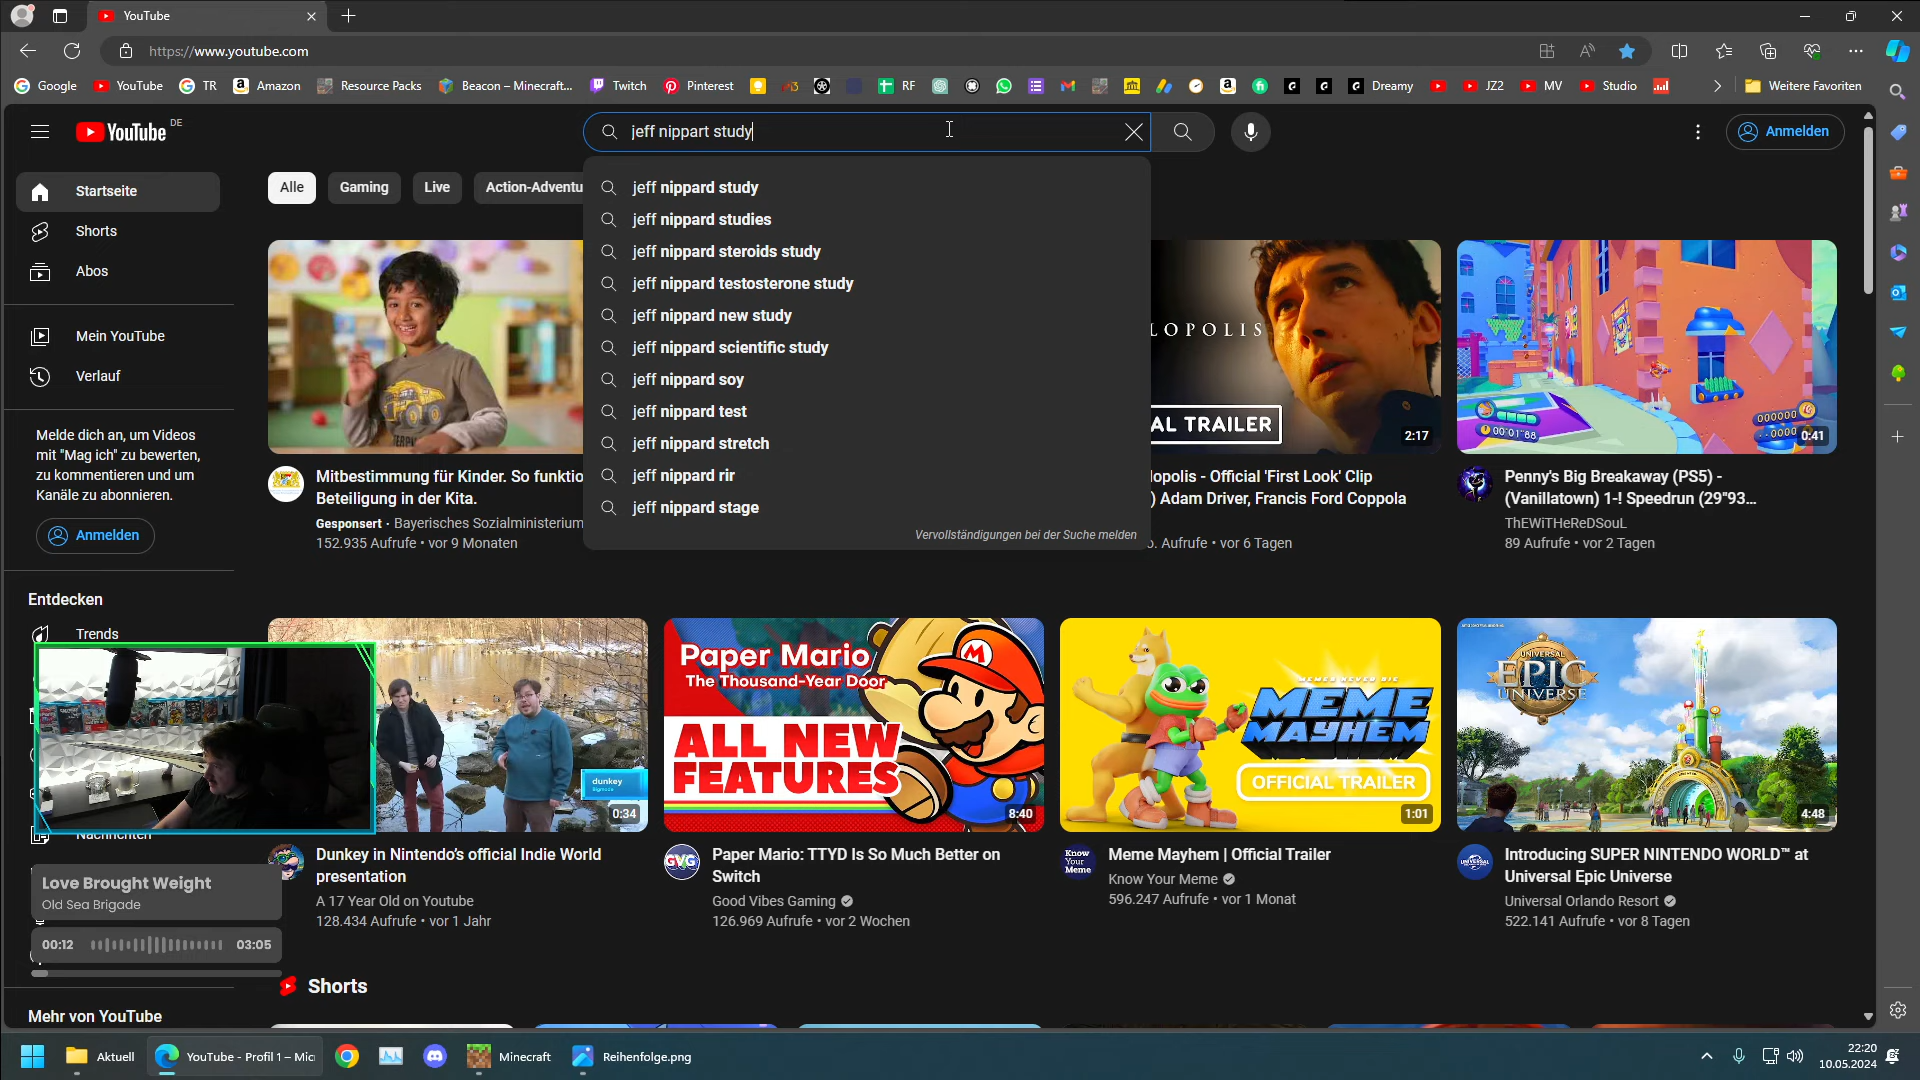 YouTube
https://www.youtube.com
Google
YouTube
TR
Amazon
Resource Packs
Beacon – Minecraft...
Twitch
Pinterest
RF
Dreamy
JZ2
MV
Studio
Weitere Favoriten
YouTube DE
jeff nippart study
Anmelden
Startseite
Shorts
Abos
Mein YouTube
Verlauf
Melde dich an, um Videos
mit "Mag ich" zu bewerten,
zu kommentieren und um
Kanäle zu abonnieren.
Anmelden
Entdecken
Trends
Nachrichten
Mehr von YouTube
Alle
Gaming
Live
Action-Adventu
jeff nippard study
jeff nippard studies
jeff nippard steroids study
jeff nippard testosterone study
jeff nippard new study
jeff nippard scientific study
jeff nippard soy
jeff nippard test
jeff nippard stretch
jeff nippard rir
jeff nippard stage
Vervollständigungen bei der Suche melden
Mitbestimmung für Kinder. So funktio
Beteiligung in der Kita.
Gesponsert • Bayerisches Sozialministerium
152.935 Aufrufe • vor 9 Monaten
LOPOLIS
AL TRAILER
2:17
lopolis - Official 'First Look' Clip
) Adam Driver, Francis Ford Coppola
o. Aufrufe • vor 6 Tagen
00:01"88
000000
0:41
Penny's Big Breakaway (PS5) -
(Vanillatown) 1-! Speedrun (29"93...
ThEWiTHeReDSouL
89 Aufrufe • vor 2 Tagen
dunkey
Bigmode
0:34
Dunkey in Nintendo's official Indie World
presentation
A 17 Year Old on Youtube
128.434 Aufrufe • vor 1 Jahr
Paper Mario
The Thousand-Year Door
ALL NEW
FEATURES
8:40
GVG
Paper Mario: TTYD Is So Much Better on
Switch
Good Vibes Gaming
126.969 Aufrufe • vor 2 Wochen
MEMES NEVER DIE
MEME
MAYHEM
OFFICIAL TRAILER
1:01
Know
Your
Meme
Meme Mayhem | Official Trailer
Know Your Meme
596.247 Aufrufe • vor 1 Monat
UNIVERSAL
EPIC
UNIVERSE
4:48
Introducing SUPER NINTENDO WORLD™ at
Universal Epic Universe
Universal Orlando Resort
522.141 Aufrufe • vor 8 Tagen
Love Brought Weight
Old Sea Brigade
00:12
03:05
Shorts
Aktuell
YouTube - Profil 1 – Mic
Minecraft
Reihenfolge.png
22:20
10.05.2024